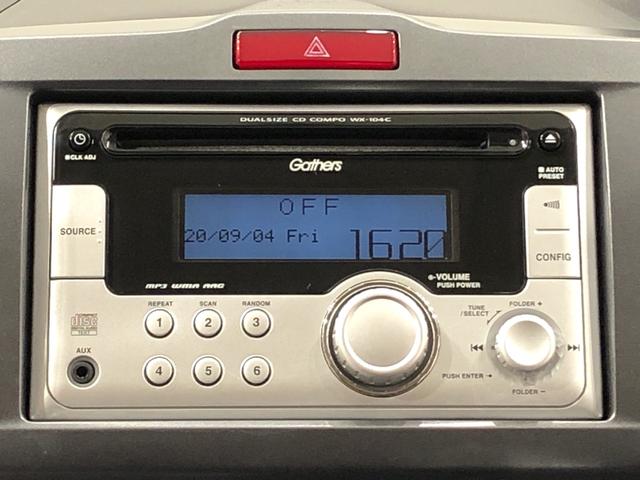 DUALSIZE CD COMPO WX-104C
CLK ADJ
Gathers
AUTO
PRESET
OFF
20/09/04 Fri 1620
SOURCE
CONFIG
MP3 WMA AAC
VOLUME
PUSH POWER
REPEAT SCAN RANDOM
1 2 3
TUNE
/SELECT
FOLDER +
disc
AUX
4 5 6
PUSH ENTER
FOLDER −